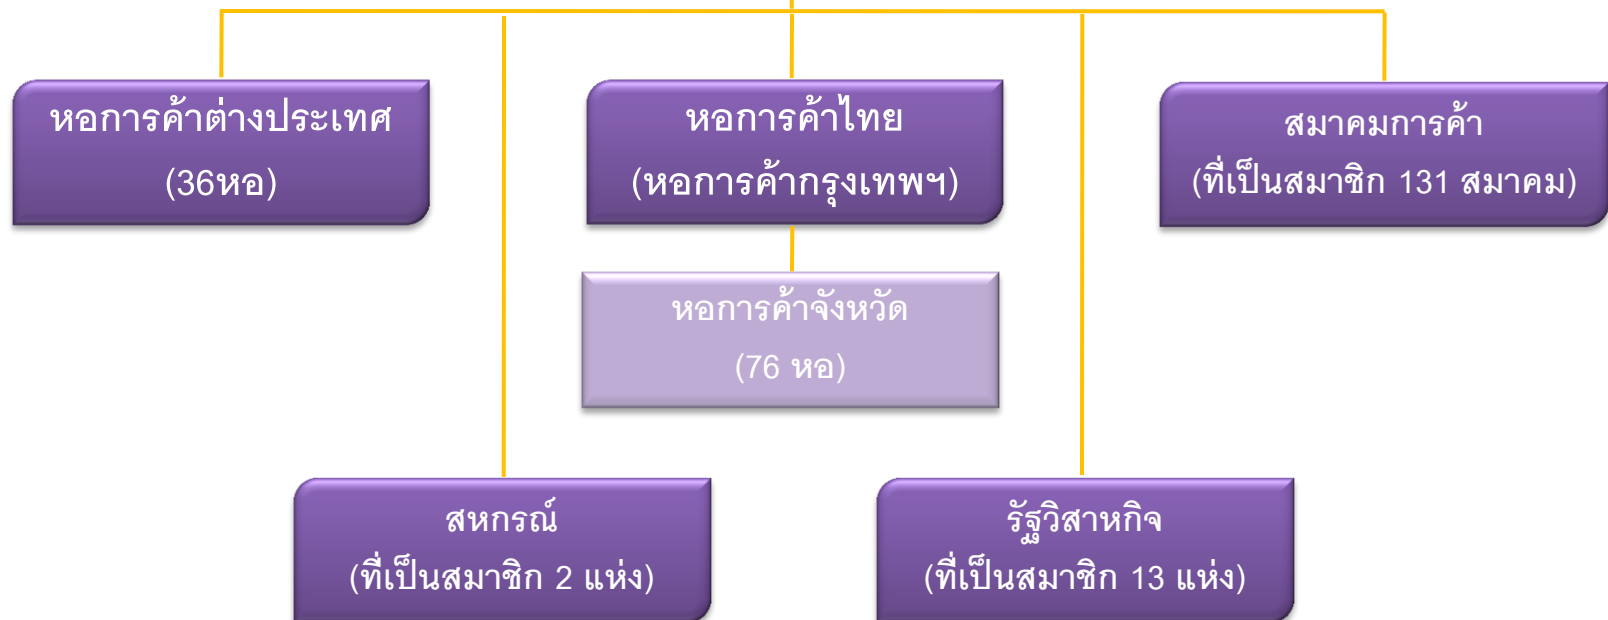 หอการค้าต่างประเทศ
(36หอ)
หอการค้าไทย
(หอการค้ากรุงเทพฯ)
สมาคมการค้า
(ที่เป็นสมาชิก 131 สมาคม)
หอการค้าจังหวัด
(76 หอ)
สหกรณ์
(ที่เป็นสมาชิก 2 แห่ง)
รัฐวิสาหกิจ
(ที่เป็นสมาชิก 13 แห่ง)